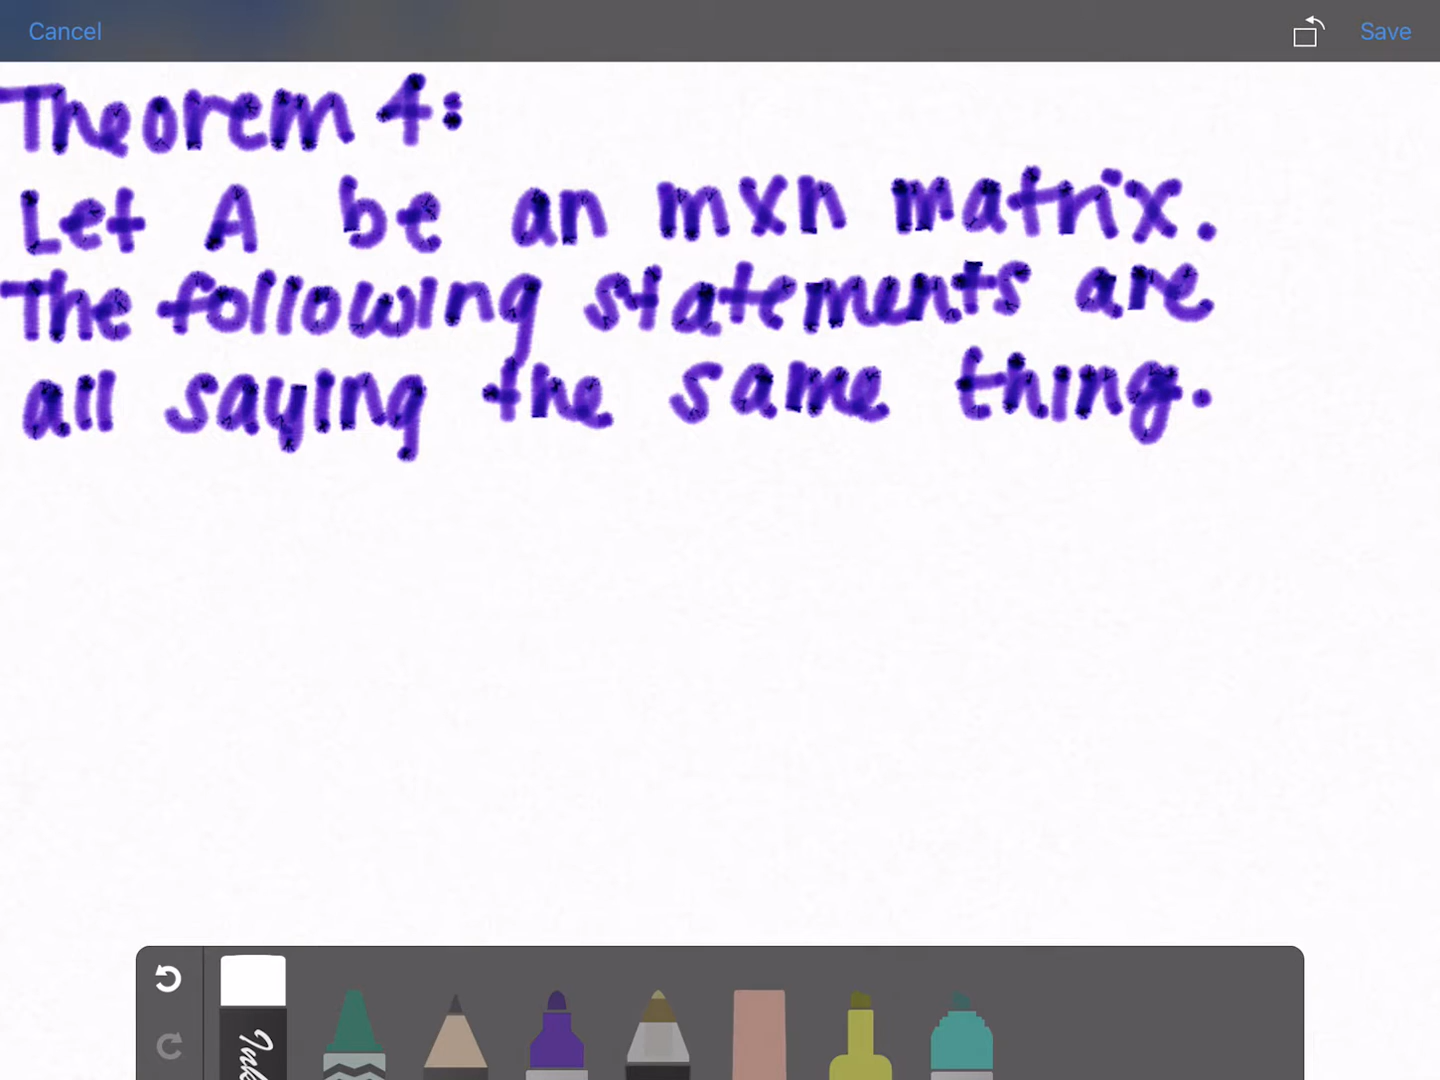 Cancel Save
Theorem 4:
Let A be an mxn matrix.
The following statements are
all saying the same thing.